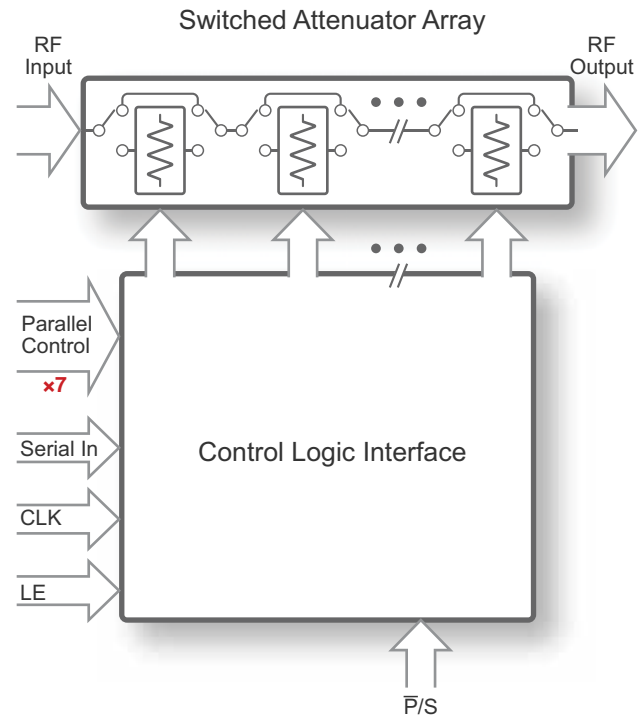 Switched Attenuator Array
RF
Input
RF
Output
Parallel
Control
×7
Serial In
Control Logic Interface
CLK
LE
P̅/S